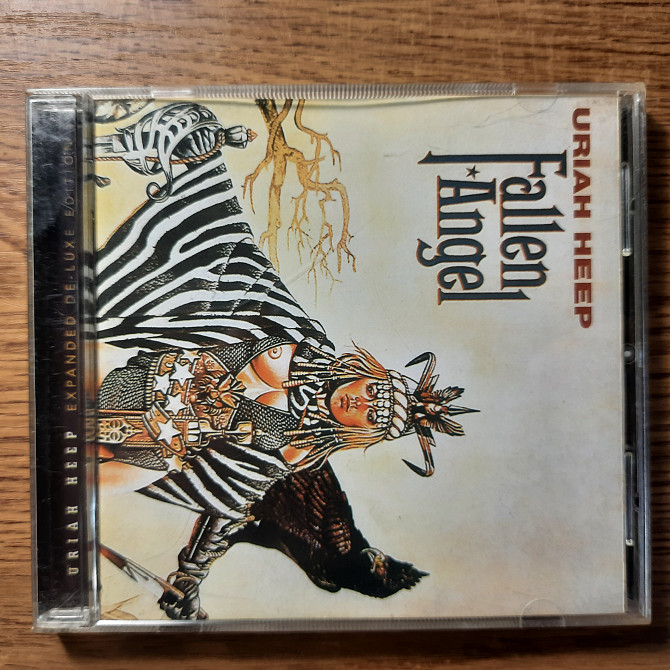 URIAH HEEP
Fallen
Angel
URIAH HEEP EXPANDED DE-LUXE EDITION